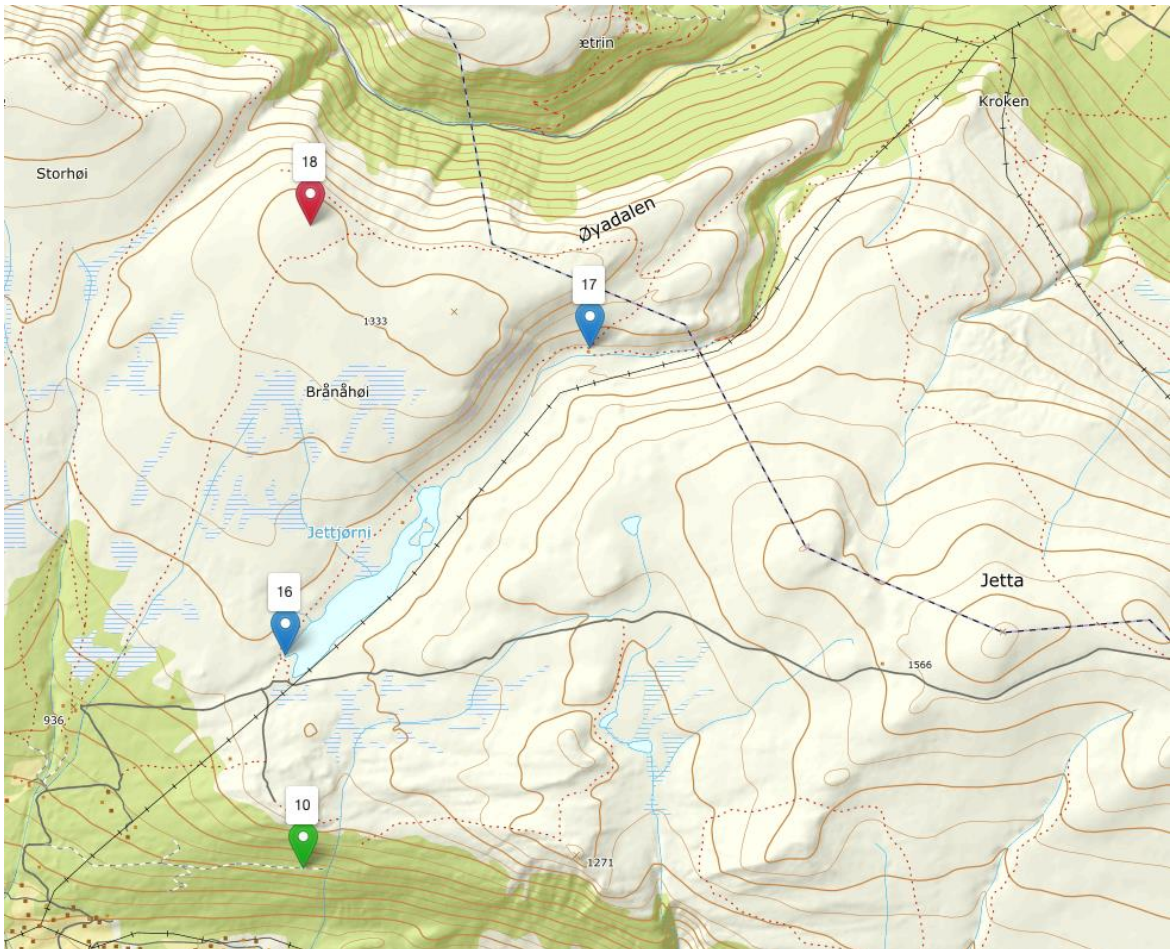 ætrin
Kroken
18
Storhøi
Øyadalen
17
1333
Brånåhøi
Jettjørni
16
Jetta
1566
936
10
1271